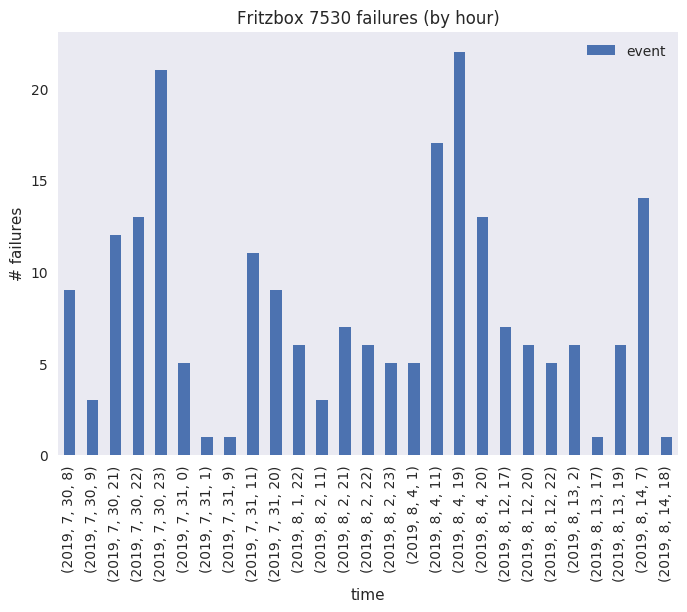 Fritzbox 7530 failures (by hour)
event
# failures
20
15
10
5
0
(2019, 7, 30, 8)
(2019, 7, 30, 9)
(2019, 7, 30, 21)
(2019, 7, 30, 22)
(2019, 7, 30, 23)
(2019, 7, 31, 0)
(2019, 7, 31, 1)
(2019, 7, 31, 9)
(2019, 7, 31, 11)
(2019, 7, 31, 20)
(2019, 8, 1, 22)
(2019, 8, 2, 11)
(2019, 8, 2, 21)
(2019, 8, 2, 22)
(2019, 8, 2, 23)
(2019, 8, 4, 1)
(2019, 8, 4, 11)
(2019, 8, 4, 19)
(2019, 8, 4, 20)
(2019, 8, 12, 17)
(2019, 8, 12, 20)
(2019, 8, 12, 22)
(2019, 8, 13, 2)
(2019, 8, 13, 17)
(2019, 8, 13, 19)
(2019, 8, 14, 7)
(2019, 8, 14, 18)
time